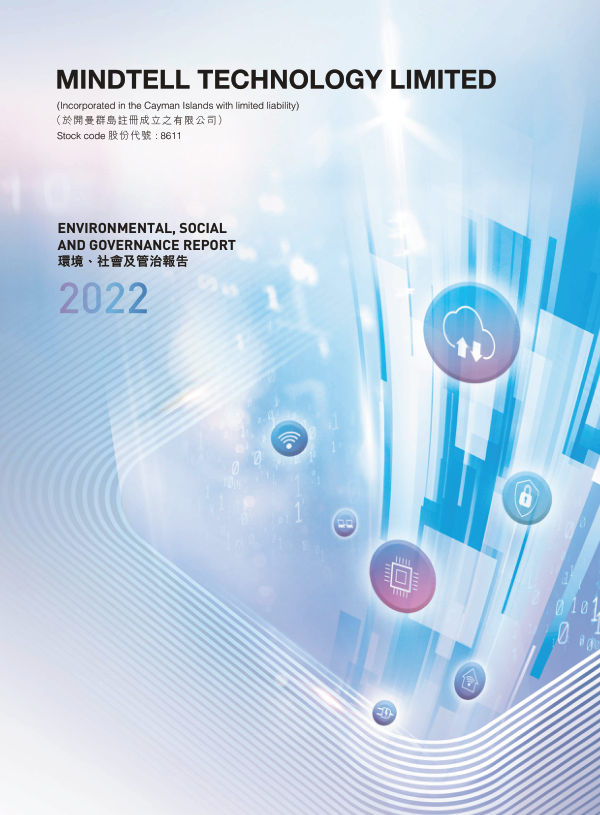 MINDTELL TECHNOLOGY LIMITED
(Incorporated in the Cayman Islands with limited liability)
（於開曼群島註冊成立之有限公司）
Stock code 股份代號 : 8611
ENVIRONMENTAL, SOCIAL
AND GOVERNANCE REPORT
環境、社會及管治報告
2022